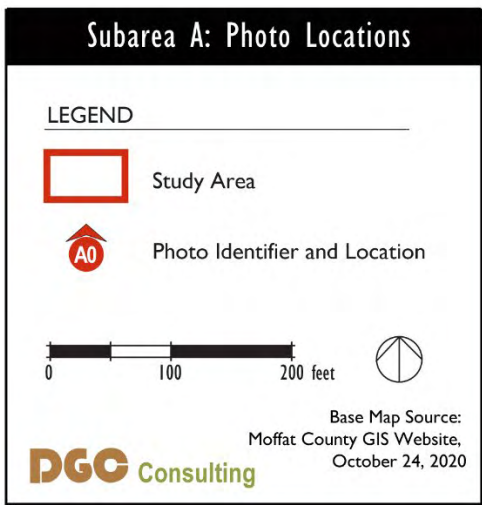 Subarea A: Photo Locations
LEGEND
Study Area
A0
Photo Identifier and Location
0 100 200 feet
Base Map Source:
Moffat County GIS Website,
October 24, 2020
DGC Consulting